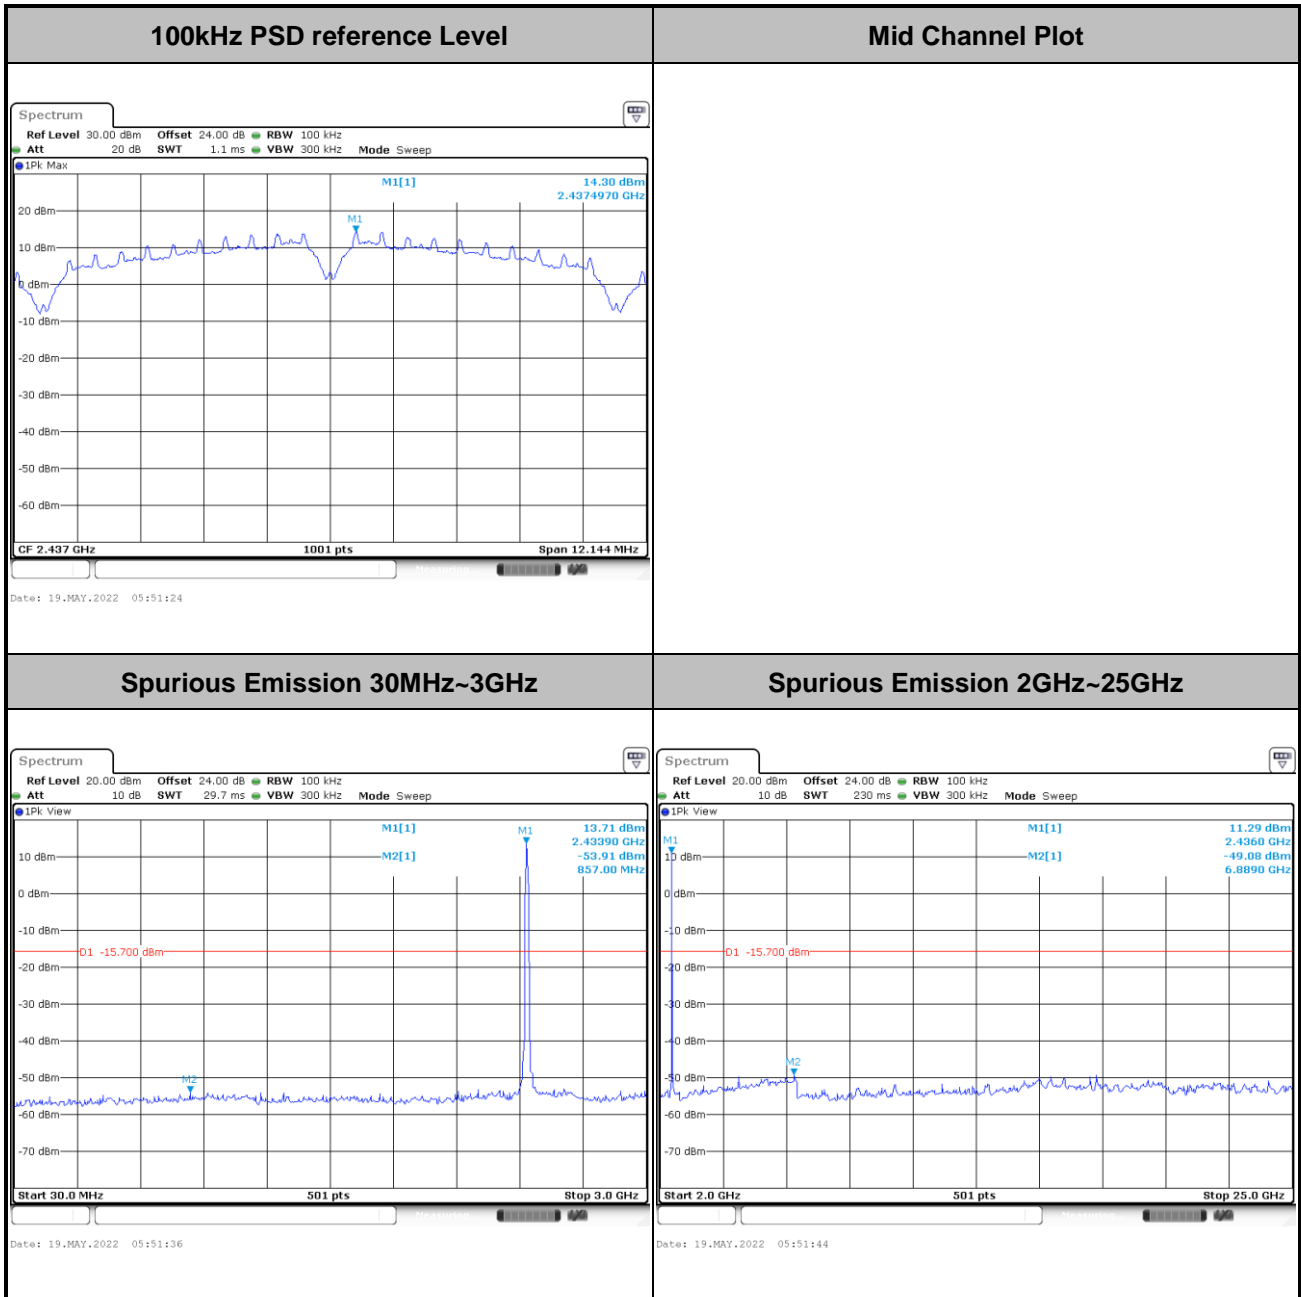 100kHz PSD reference Level
Mid Channel Plot
Spectrum
Ref Level 30.00 dBm Offset 24.00 dB RBW 100 kHz
Att 20 dB SWT 1.1 ms VBW 300 kHz Mode Sweep
1Pk Max
M1[1] 14.30 dBm
2.4374970 GHz
M1
20 dBm
10 dBm
0 dBm
-10 dBm
-20 dBm
-30 dBm
-40 dBm
-50 dBm
-60 dBm
CF 2.437 GHz 1001 pts Span 12.144 MHz
Date: 19.MAY.2022 05:51:24
Spurious Emission 30MHz~3GHz
Spurious Emission 2GHz~25GHz
Spectrum
Ref Level 20.00 dBm Offset 24.00 dB RBW 100 kHz
Att 10 dB SWT 29.7 ms VBW 300 kHz Mode Sweep
1Pk View
M1[1] 13.71 dBm
2.43390 GHz
M2[1] -53.91 dBm
857.00 MHz
M1
10 dBm
0 dBm
-10 dBm
D1 -15.700 dBm
-20 dBm
-30 dBm
-40 dBm
-50 dBm
M2
-60 dBm
-70 dBm
Start 30.0 MHz 501 pts Stop 3.0 GHz
Date: 19.MAY.2022 05:51:36
Spectrum
Ref Level 20.00 dBm Offset 24.00 dB RBW 100 kHz
Att 10 dB SWT 230 ms VBW 300 kHz Mode Sweep
1Pk View
M1[1] 11.29 dBm
2.4360 GHz
M2[1] -49.08 dBm
6.8890 GHz
M1
10 dBm
0 dBm
-10 dBm
D1 -15.700 dBm
-20 dBm
-30 dBm
-40 dBm
M2
-50 dBm
-60 dBm
-70 dBm
Start 2.0 GHz 501 pts Stop 25.0 GHz
Date: 19.MAY.2022 05:51:44